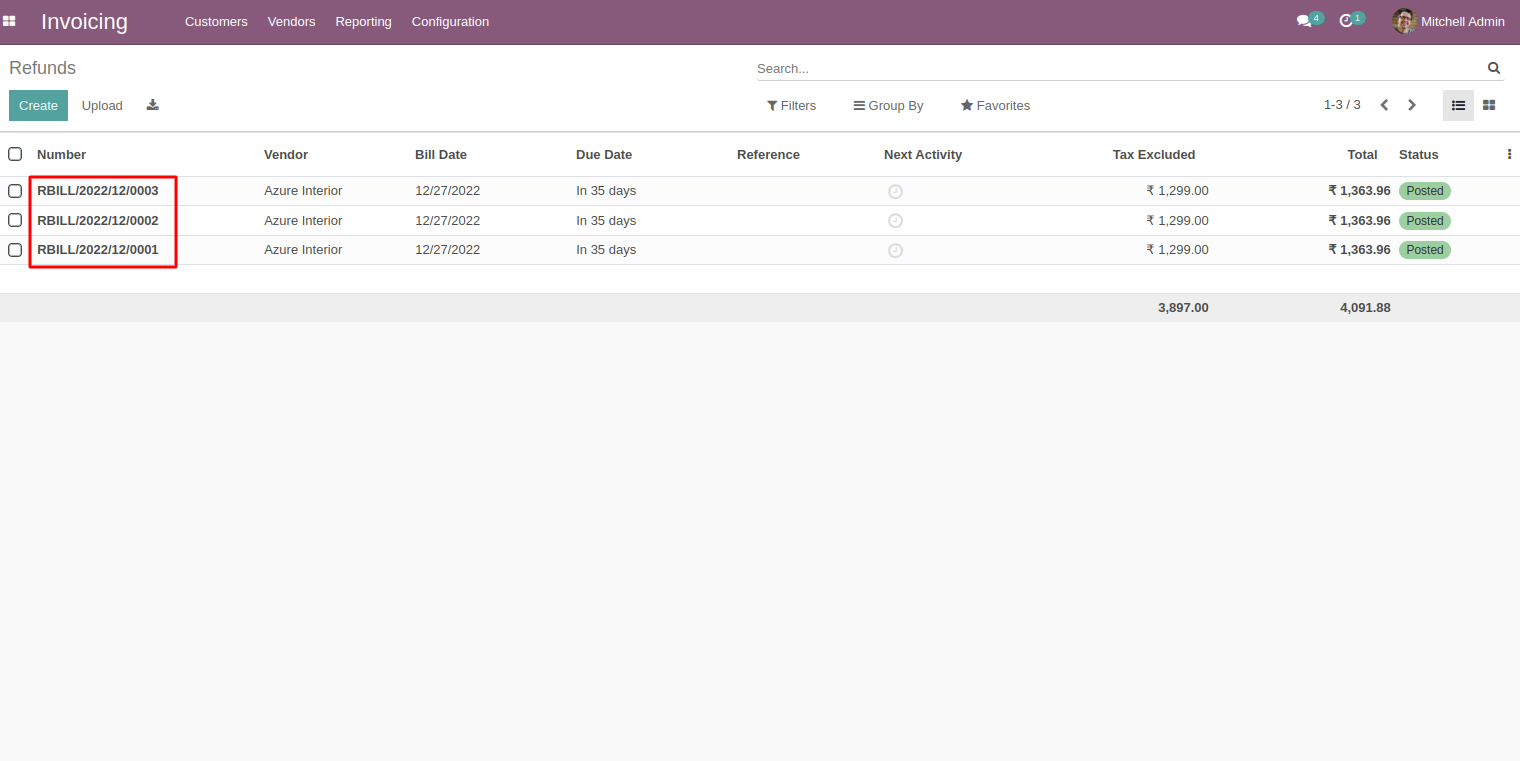 Invoicing Customers Vendors Reporting Configuration 4 1 Mitchell Admin
Refunds Search...
Create Upload Filters Group By Favorites 1-3 / 3
Number Vendor Bill Date Due Date Reference Next Activity Tax Excluded Total Status
RBILL/2022/12/0003 Azure Interior 12/27/2022 In 35 days ₹ 1,299.00 ₹ 1,363.96 Posted
RBILL/2022/12/0002 Azure Interior 12/27/2022 In 35 days ₹ 1,299.00 ₹ 1,363.96 Posted
RBILL/2022/12/0001 Azure Interior 12/27/2022 In 35 days ₹ 1,299.00 ₹ 1,363.96 Posted
3,897.00 4,091.88